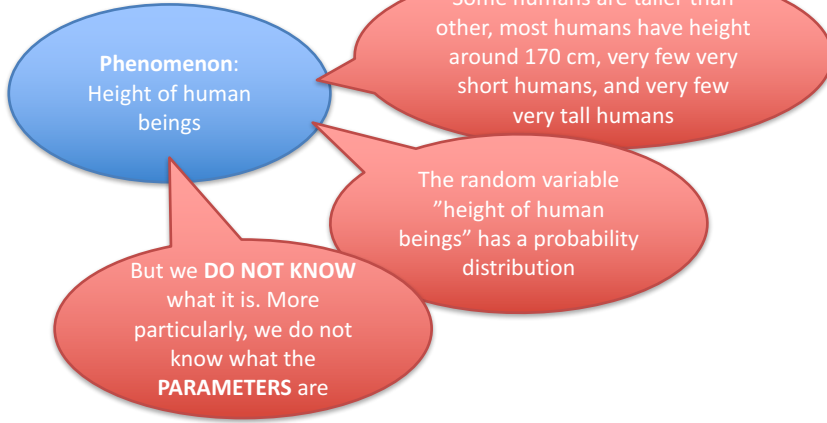 Some humans are taller than
other, most humans have height
around 170 cm, very few very
short humans, and very few
very tall humans
Phenomenon:
Height of human
beings
The random variable
”height of human
beings” has a probability
distribution
But we DO NOT KNOW
what it is. More
particularly, we do not
know what the
PARAMETERS are